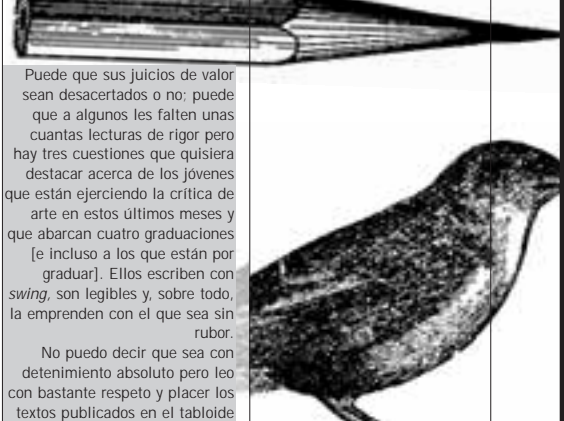 Puede que sus juicios de valor
sean desacertados o no; puede
que a algunos les falten unas
cuantas lecturas de rigor pero
hay tres cuestiones que quisiera
destacar acerca de los jóvenes
que están ejerciendo la crítica de
arte en estos últimos meses y
que abarcan cuatro graduaciones
[e incluso a los que están por
graduar]. Ellos escriben con
swing, son legibles y, sobre todo,
la emprenden con el que sea sin
rubor.
No puedo decir que sea con
detenimiento absoluto pero leo
con bastante respeto y placer los
textos publicados en el tabloide